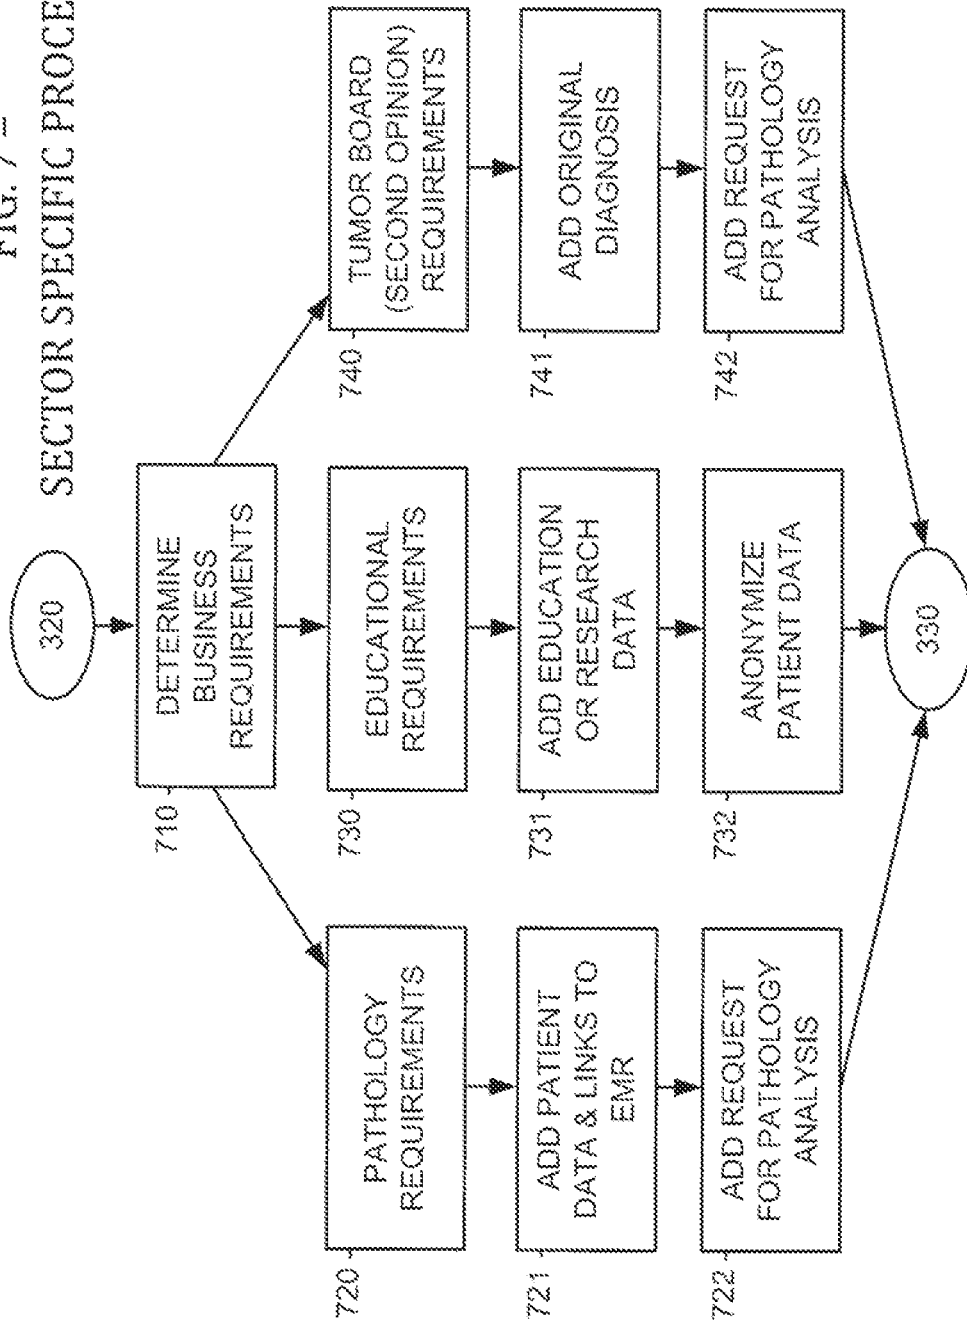 FIG. 7 –
SECTOR SPECIFIC PROCE
320
710
DETERMINE
BUSINESS
REQUIREMENTS
720
PATHOLOGY
REQUIREMENTS
730
EDUCATIONAL
REQUIREMENTS
740
TUMOR BOARD
(SECOND OPINION)
REQUIREMENTS
721
ADD PATIENT
DATA & LINKS TO
EMR
731
ADD EDUCATION
OR RESEARCH
DATA
741
ADD ORIGINAL
DIAGNOSIS
722
ADD REQUEST
FOR PATHOLOGY
ANALYSIS
732
ANONYMIZE
PATIENT DATA
742
ADD REQUEST
FOR PATHOLOGY
ANALYSIS
330